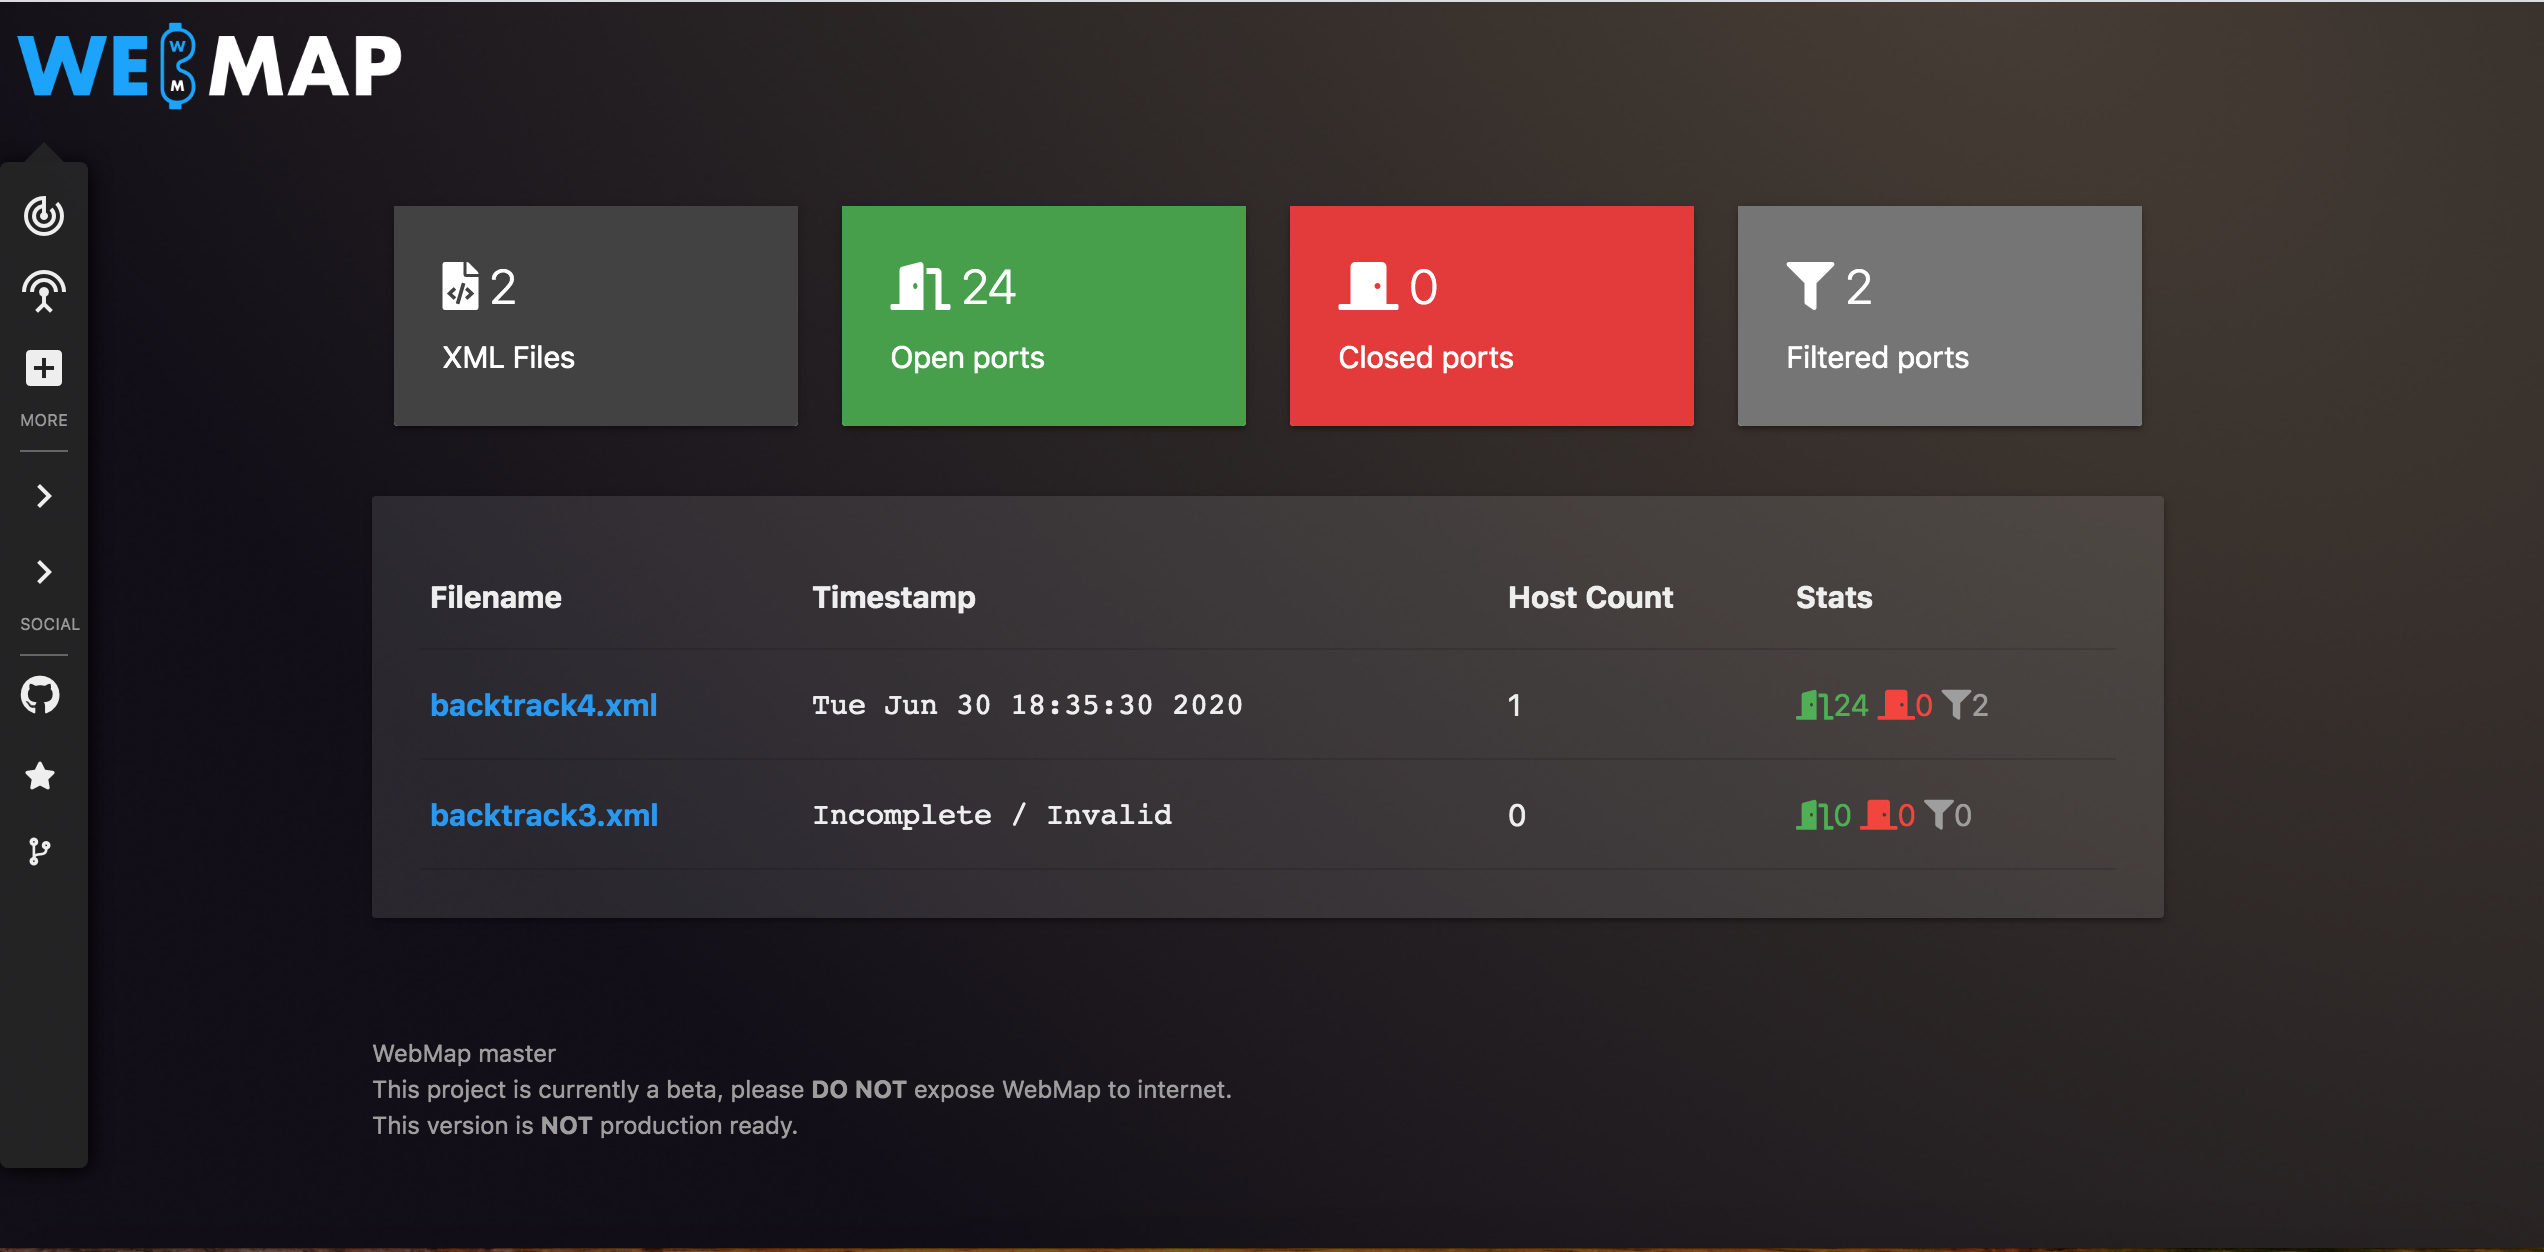 WEBMAP
W
M
2
XML Files
24
Open ports
0
Closed ports
2
Filtered ports
MORE
SOCIAL
Filename Timestamp Host Count Stats
backtrack4.xml Tue Jun 30 18:35:30 2020 1 24 0 2
backtrack3.xml Incomplete / Invalid 0 0 0 0
WebMap master
This project is currently a beta, please DO NOT expose WebMap to internet.
This version is NOT production ready.